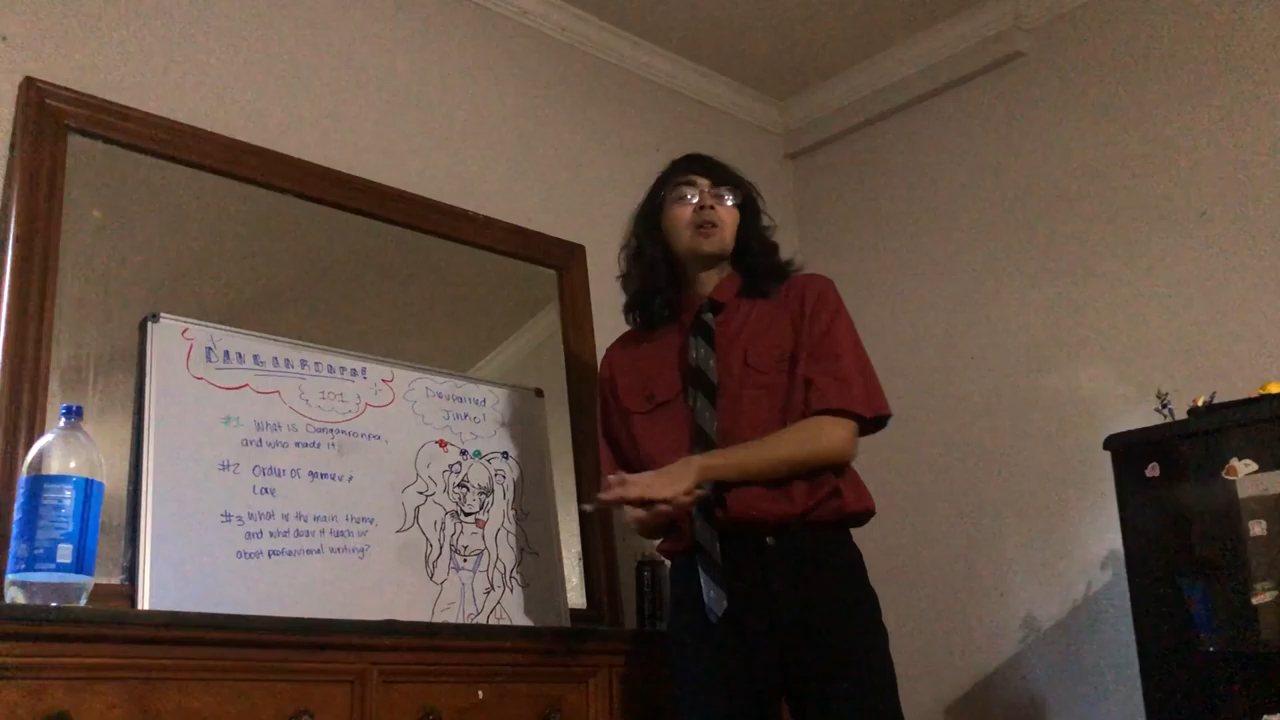 DANGANRONPA!
101
#1 What is Danganronpa,
and who made it
#2 Order of games &
Lore
#3 What is the main theme,
and what does it teach us
about professional writing?
Despaired
Jinko!